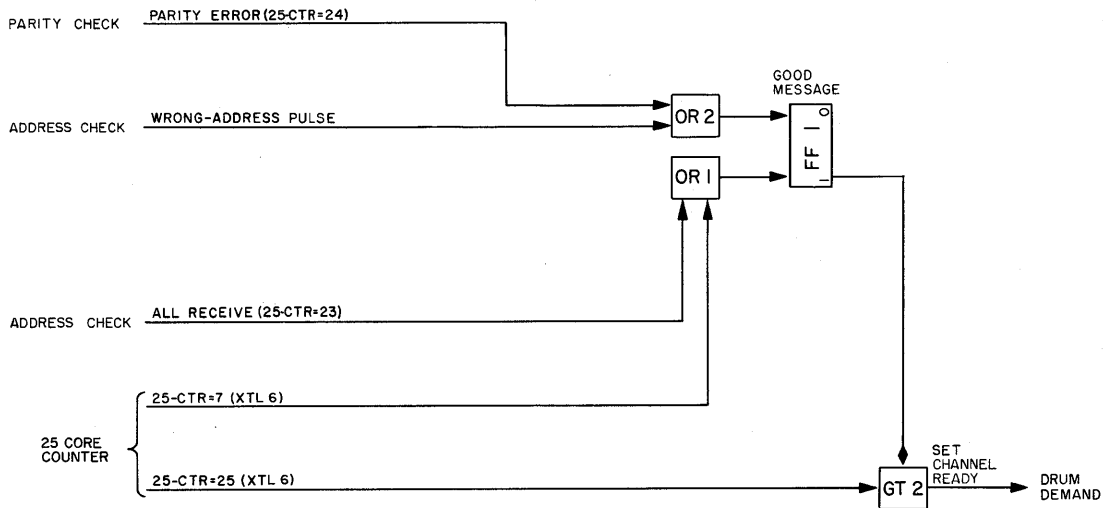 PARITY CHECK
PARITY ERROR (25-CTR=24)
GOOD
MESSAGE
OR 2
FF 1
0
1
ADDRESS CHECK
WRONG-ADDRESS PULSE
OR 1
ADDRESS CHECK
ALL RECEIVE (25-CTR=23)
25-CTR=7 (XTL 6)
25 CORE
COUNTER
25-CTR=25 (XTL 6)
GT 2
SET
CHANNEL
READY
DRUM
DEMAND